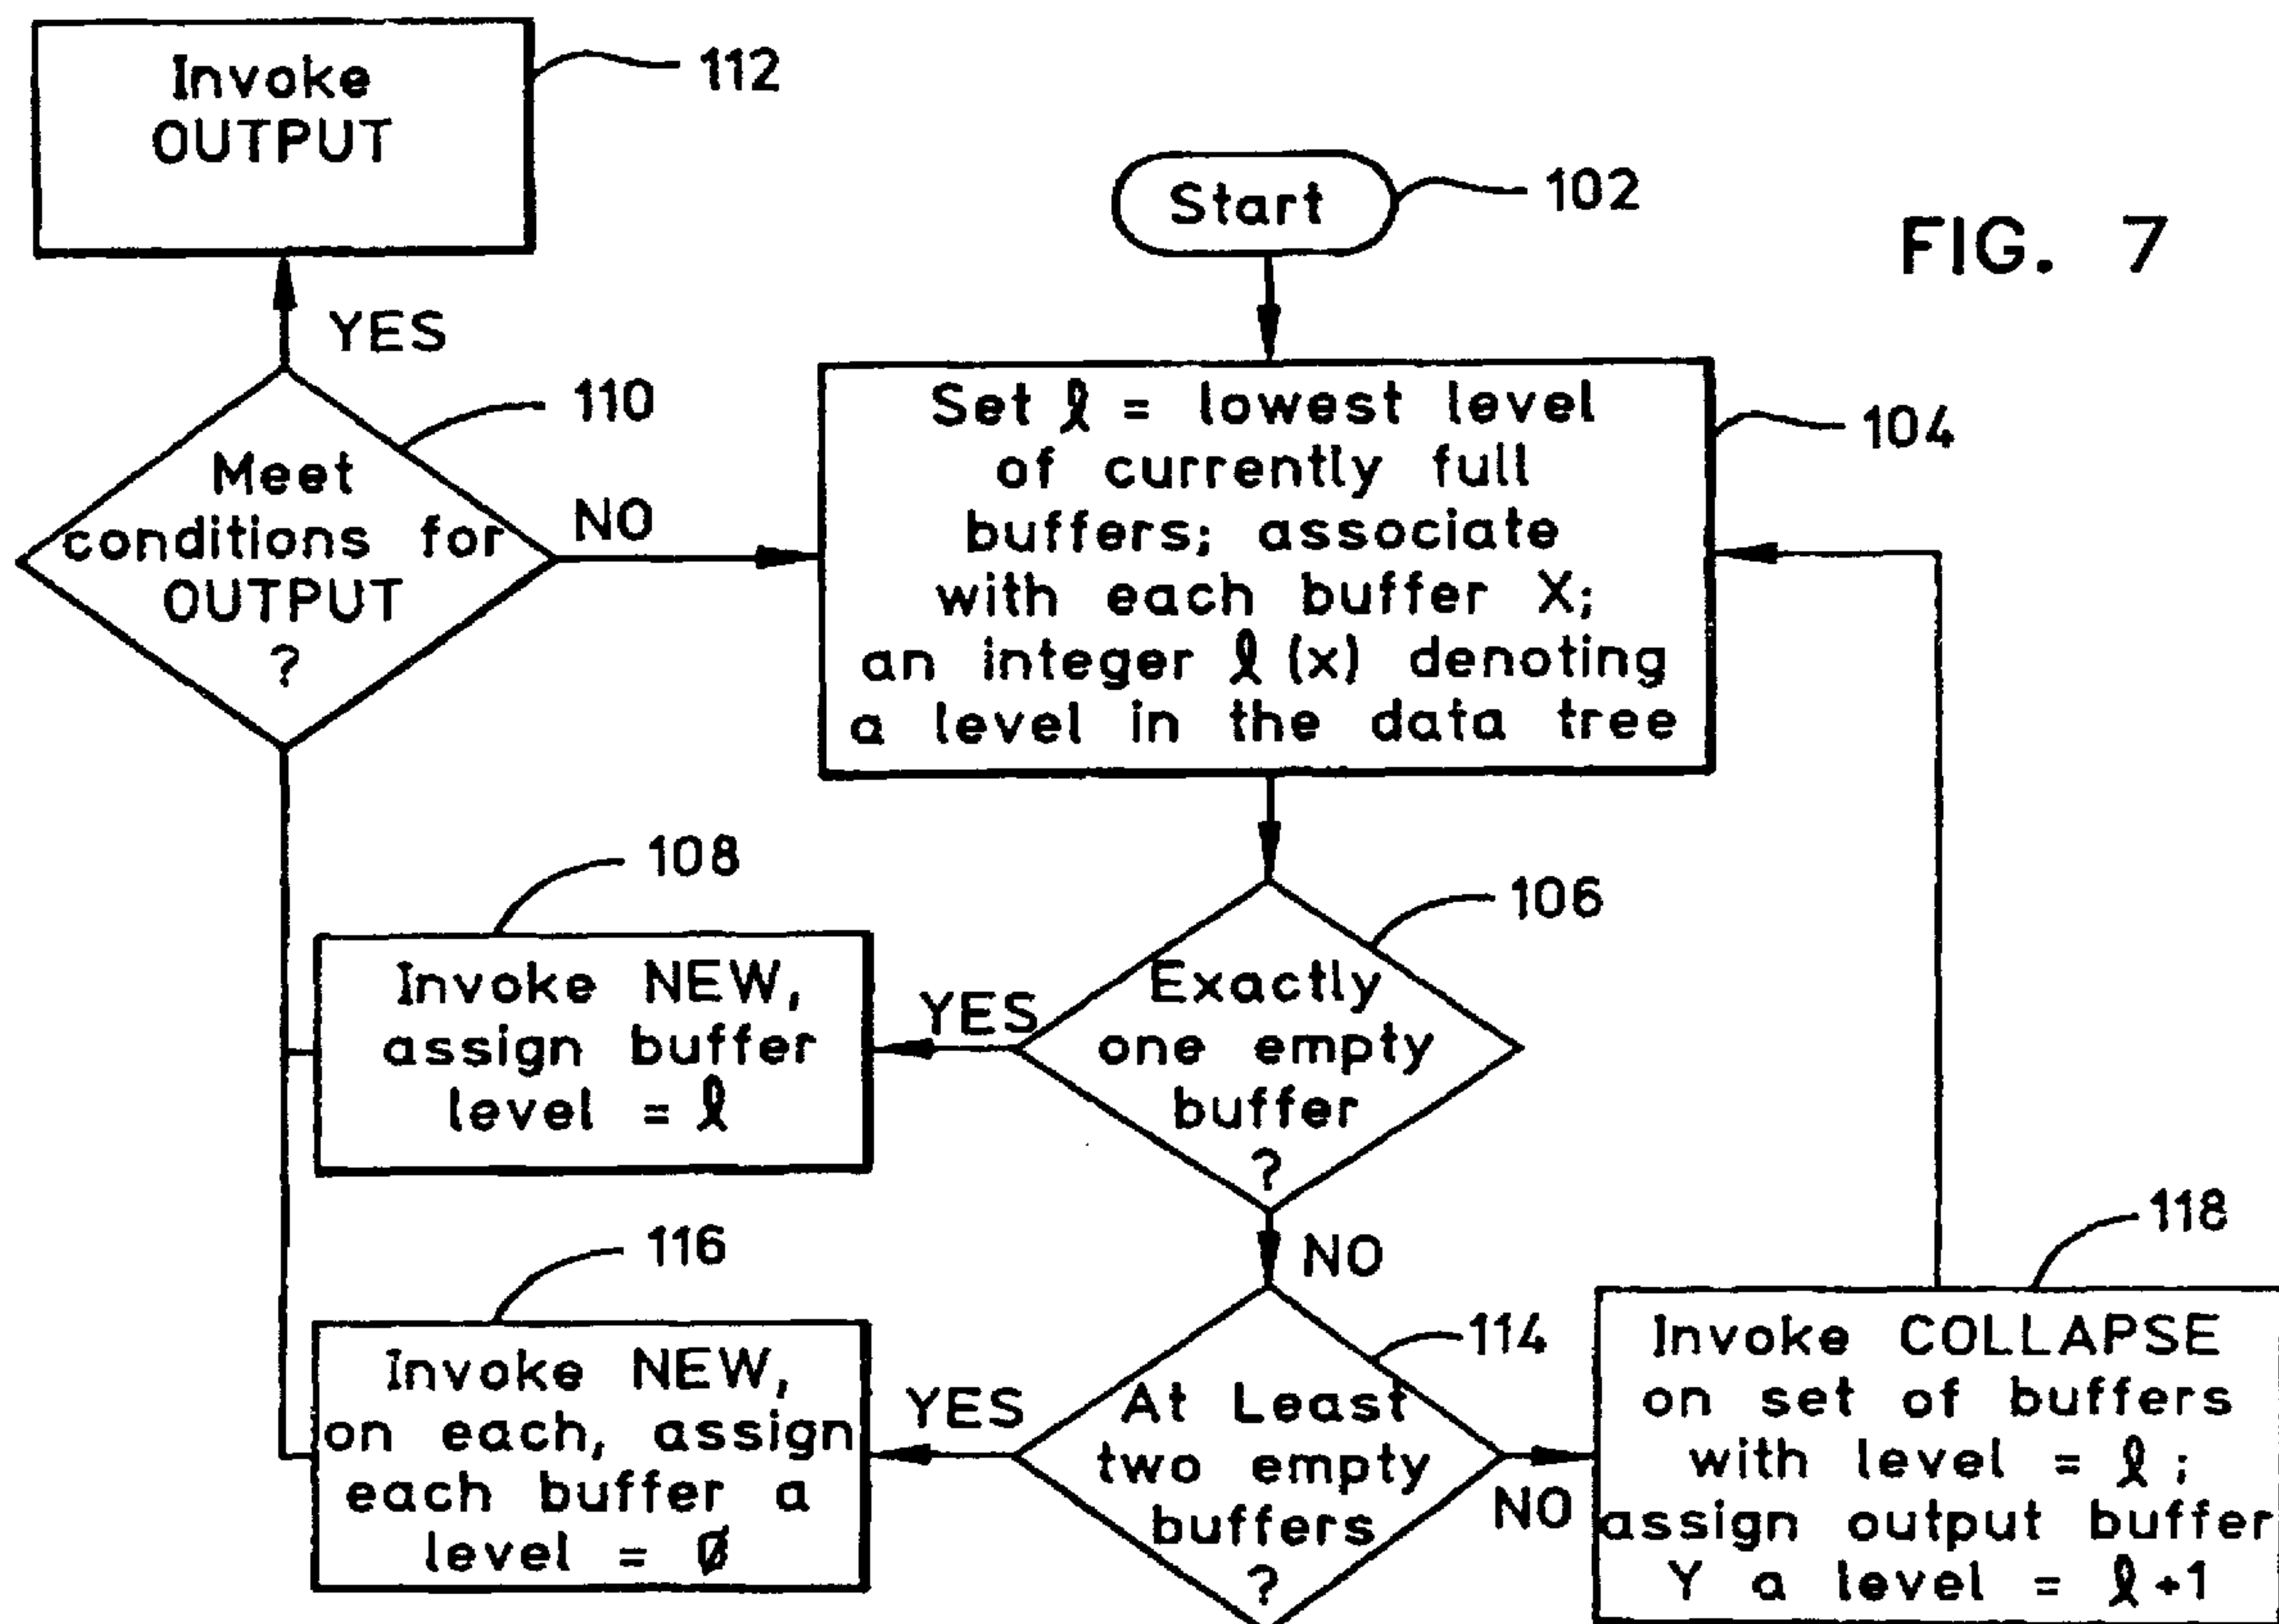 Invoke
OUTPUT
112
Start
102
FIG. 7
YES
110
Meet
conditions for
OUTPUT
?
NO
Set ℓ = lowest level
of currently full
buffers; associate
with each buffer X;
an integer ℓ (x) denoting
a level in the data tree
104
108
Invoke NEW,
assign buffer
level = ℓ
YES
106
Exactly
one empty
buffer
?
NO
116
Invoke NEW,
on each, assign
each buffer a
level = Ø
YES
114
At Least
two empty
buffers
?
NO
118
Invoke COLLAPSE
on set of buffers
with level = ℓ ;
assign output buffer
Y a level = ℓ +1